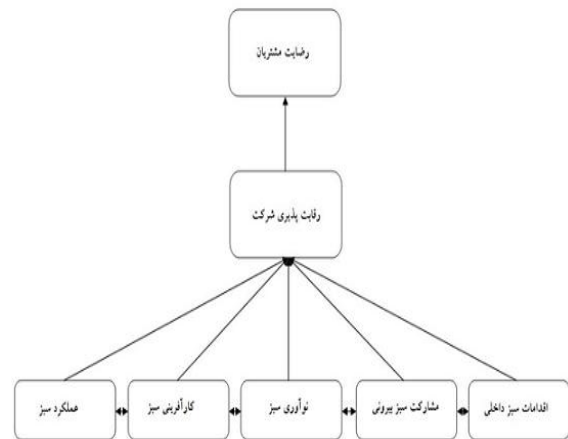 رضایت مشتریان
رقابت پذیری شرکت
اقدامات سبز داخلی
مشارکت سبز بیرونی
نوآوری سبز
کارآفرینی سبز
عملکرد سبز